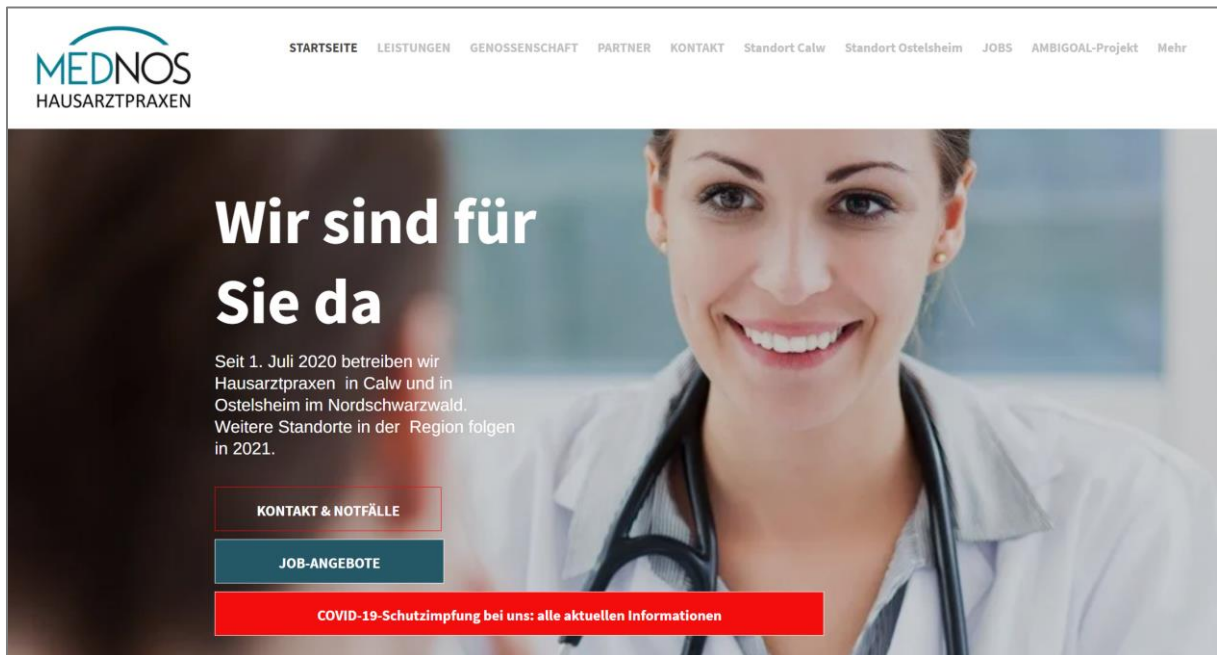 MEDNOS
HAUSARZTPRAXEN
STARTSEITE LEISTUNGEN GENOSSENSCHAFT PARTNER KONTAKT Standort Calw Standort Ostelsheim JOBS AMBIGOAL-Projekt Mehr
Wir sind für
Sie da
Seit 1. Juli 2020 betreiben wir
Hausarztpraxen in Calw und in
Ostelsheim im Nordschwarzwald.
Weitere Standorte in der Region folgen
in 2021.
KONTAKT & NOTFÄLLE
JOB-ANGEBOTE
COVID-19-Schutzimpfung bei uns: alle aktuellen Informationen